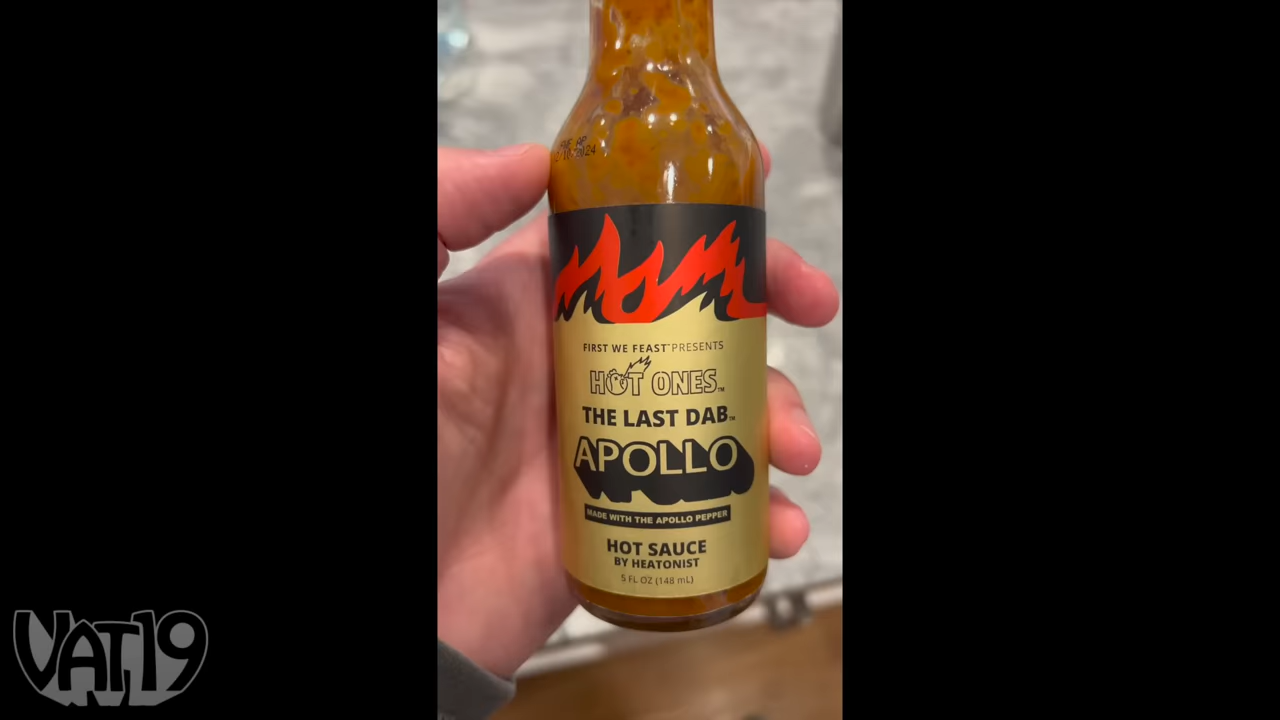 2024
FIRST WE FEAST™ PRESENTS
HOT ONES™
THE LAST DAB™
APOLLO
MADE WITH THE APOLLO PEPPER
HOT SAUCE
BY HEATONIST
5 FL OZ (148 mL)
VAT19